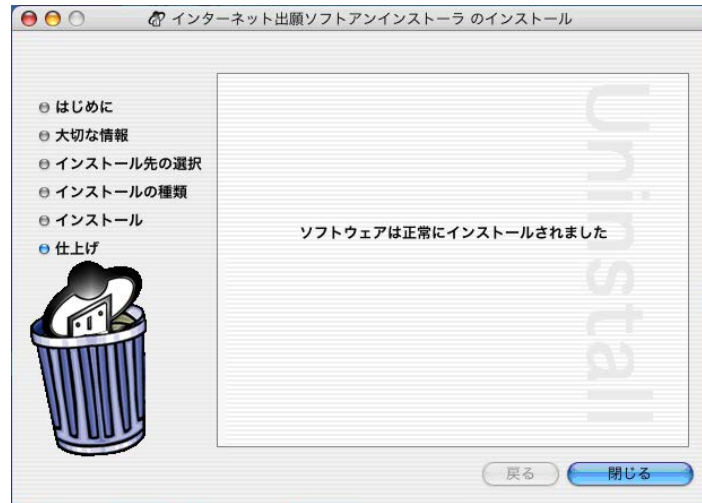 インターネット出願ソフトアンインストーラ のインストール
はじめに
大切な情報
インストール先の選択
インストールの種類
インストール
仕上げ
ソフトウェアは正常にインストールされました
Uninstall
戻る
閉じる